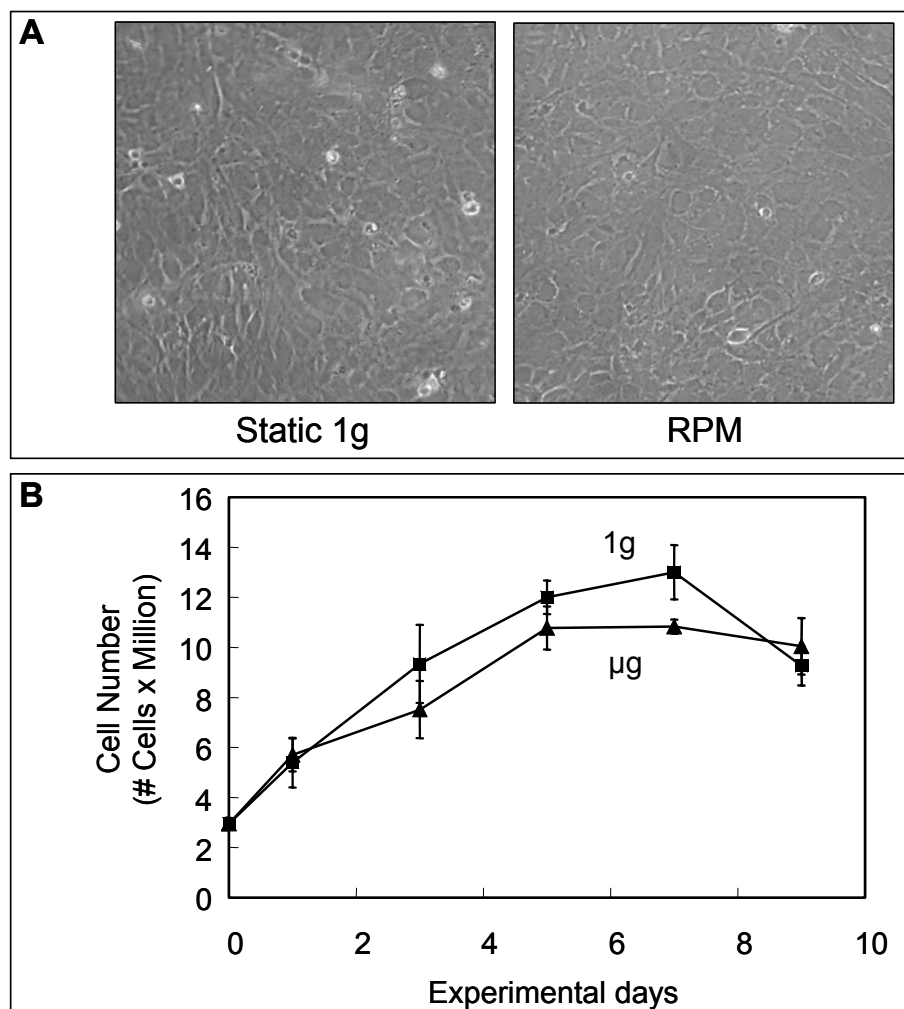 A
Static 1g
RPM
B
Cell Number
(# Cells x Million)
16
14
12
10
8
6
4
2
0
1g
µg
0 2 4 6 8 10
Experimental days